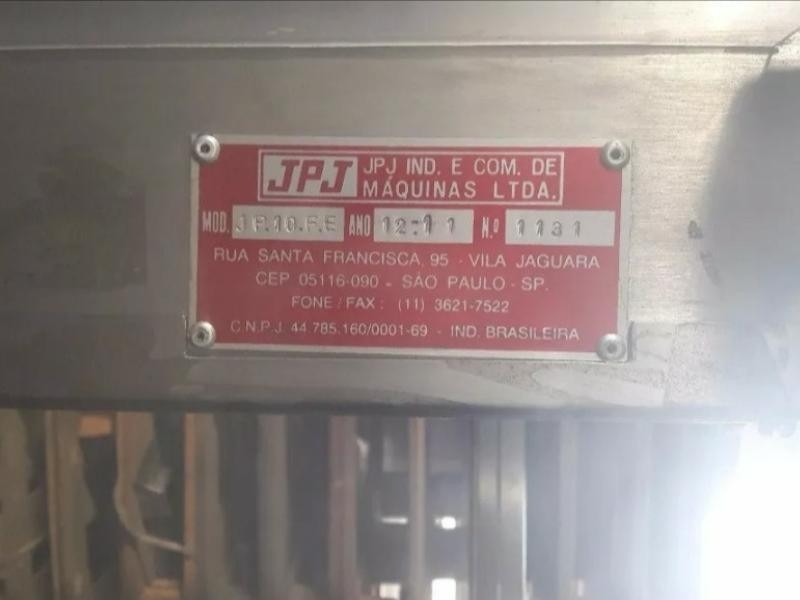 JPJ JPJ IND. E COM. DE
MÁQUINAS LTDA.
MOD. JP.10.F.E ANO 12-11 N.º 1131
RUA SANTA FRANCISCA, 95 - VILA JAGUARA
CEP 05116-090 - SÃO PAULO - SP.
FONE / FAX : (11) 3621-7522
C.N.P.J. 44.785.160/0001-69 - IND. BRASILEIRA